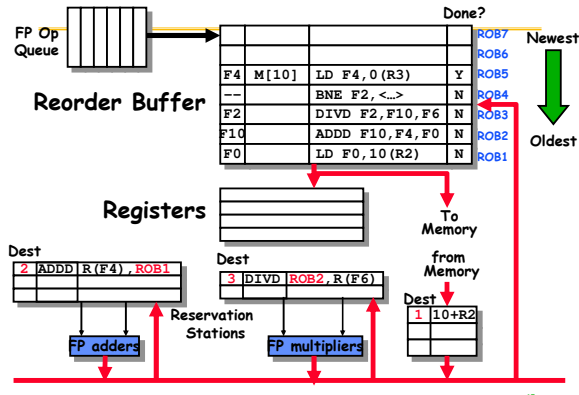 Done?
FP Op
Queue
ROB7
Newest
ROB6
F4 M[10] LD F4,0(R3) Y ROB5
-- BNE F2,<…> N ROB4
F2 DIVD F2,F10,F6 N ROB3
F10 ADDD F10,F4,F0 N ROB2
F0 LD F0,10(R2) N ROB1
Reorder Buffer
Oldest
Registers
To
Memory
from
Memory
Dest
2 ADDD R(F4),ROB1
Dest
3 DIVD ROB2,R(F6)
Dest
1 10+R2
Reservation
Stations
FP adders
FP multipliers